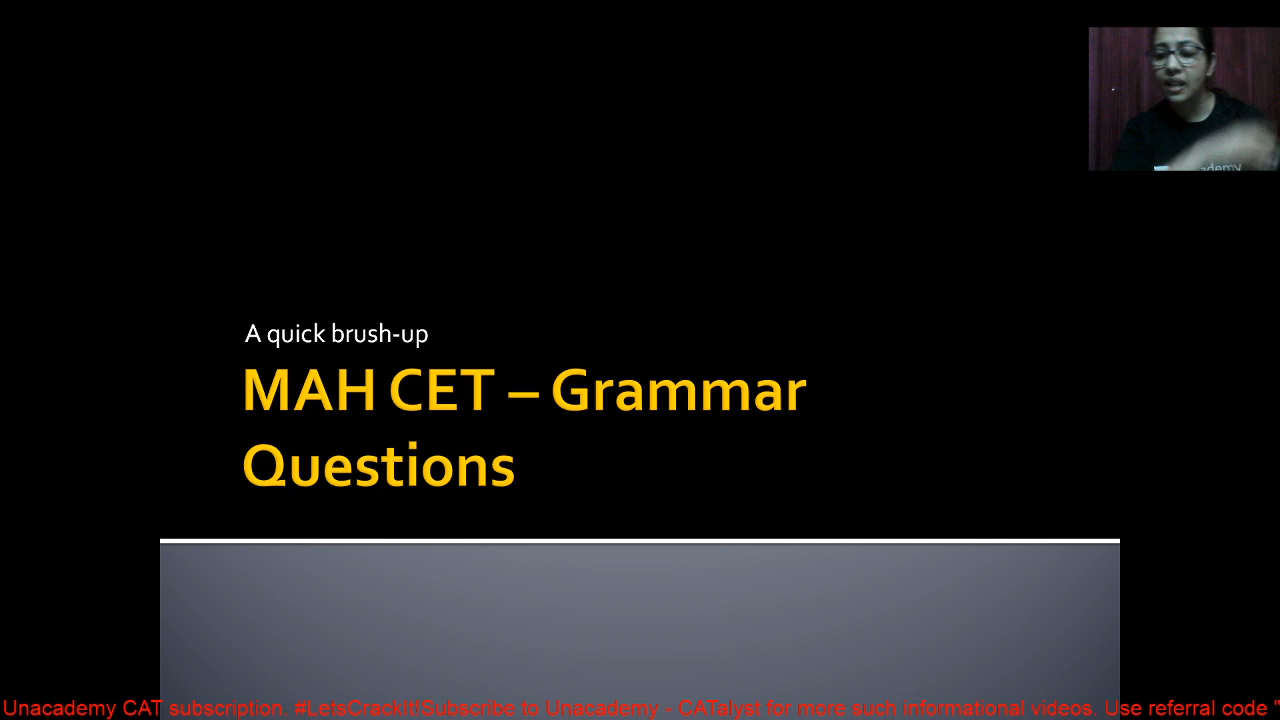 ademy
A quick brush-up
MAH CET – Grammar
Questions
Unacademy CAT subscription. #LetsCrackIt!Subscribe to Unacademy - CATalyst for more such informational videos. Use referral code "